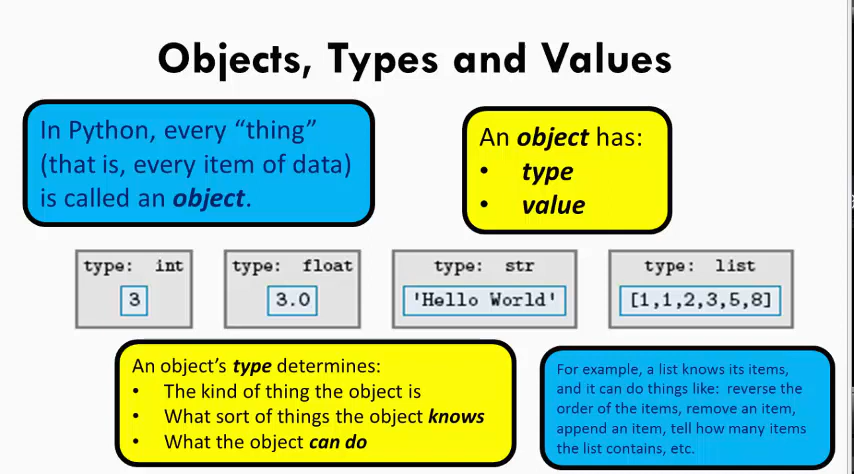 Objects, Types and Values
In Python, every “thing”
(that is, every item of data)
is called an object.
An object has:
• type
• value
type: int
3
type: float
3.0
type: str
'Hello World'
type: list
[1,1,2,3,5,8]
An object’s type determines:
• The kind of thing the object is
• What sort of things the object knows
• What the object can do
For example, a list knows its items,
and it can do things like: reverse the
order of the items, remove an item,
append an item, tell how many items
the list contains, etc.